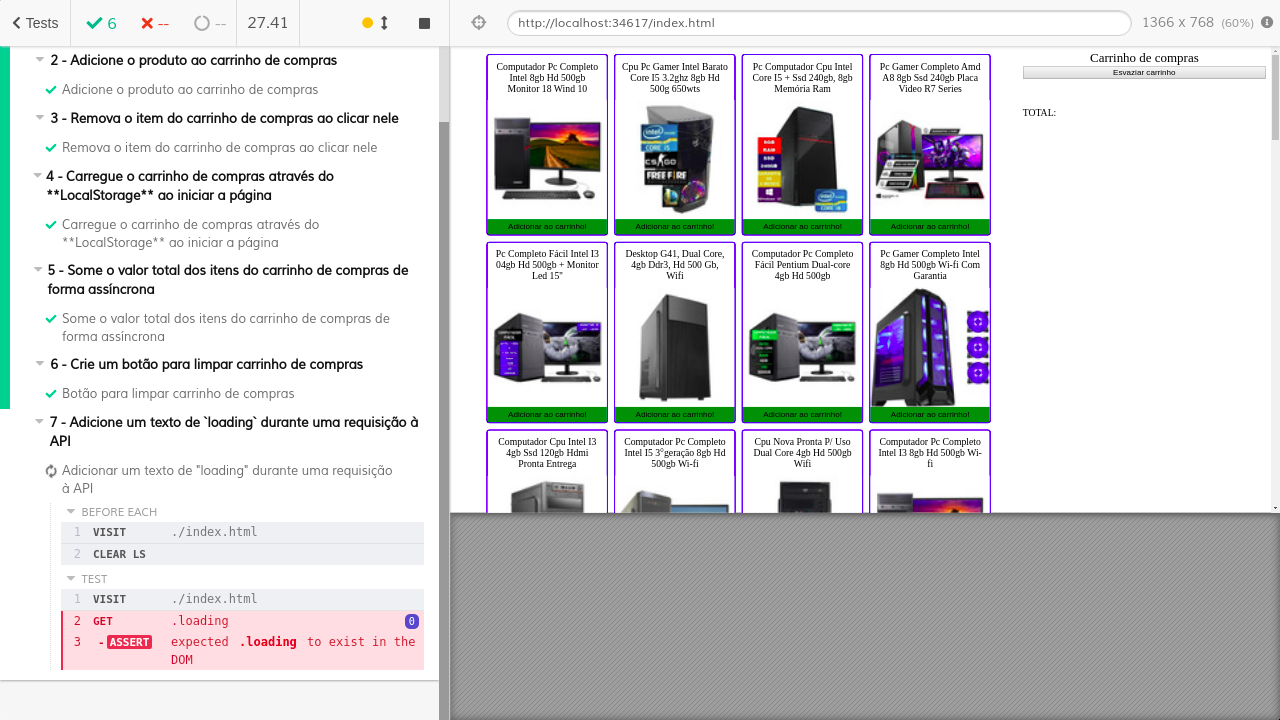 Tests
6
--
--
27.41
http://localhost:34617/index.html
1366 x 768 (60%)
2 - Adicione o produto ao carrinho de compras
Adicione o produto ao carrinho de compras
3 - Remova o item do carrinho de compras ao clicar nele
Remova o item do carrinho de compras ao clicar nele
4 - Carregue o carrinho de compras através do
**LocalStorage** ao iniciar a página
Carregue o carrinho de compras através do
**LocalStorage** ao iniciar a página
5 - Some o valor total dos itens do carrinho de compras de
forma assíncrona
Some o valor total dos itens do carrinho de compras de
forma assíncrona
6 - Crie um botão para limpar carrinho de compras
Botão para limpar carrinho de compras
7 - Adicione um texto de `loading` durante uma requisição à
API
Adicionar um texto de "loading" durante uma requisição
à API
BEFORE EACH
1 VISIT ./index.html
2 CLEAR LS
TEST
1 VISIT ./index.html
2 GET .loading 0
3 -ASSERT expected .loading to exist in the
DOM
Computador Pc Completo
Intel 8gb Hd 500gb
Monitor 18 Wind 10
Adicionar ao carrinho!
Cpu Pc Gamer Intel Barato
Core I5 3.2ghz 8gb Hd
500g 650wts
Adicionar ao carrinho!
Pc Computador Cpu Intel
Core I5 + Ssd 240gb, 8gb
Memória Ram
Adicionar ao carrinho!
Pc Gamer Completo Amd
A8 8gb Ssd 240gb Placa
Video R7 Series
Adicionar ao carrinho!
Pc Completo Fácil Intel I3
04gb Hd 500gb + Monitor
Led 15"
Adicionar ao carrinho!
Desktop G41, Dual Core,
4gb Ddr3, Hd 500 Gb,
Wifi
Adicionar ao carrinho!
Computador Pc Completo
Fácil Pentium Dual-core
4gb Hd 500gb
Adicionar ao carrinho!
Pc Gamer Completo Intel
8gb Hd 500gb Wi-fi Com
Garantia
Adicionar ao carrinho!
Computador Cpu Intel I3
4gb Ssd 120gb Hdmi
Pronta Entrega
Computador Pc Completo
Intel I5 3°geração 8gb Hd
500gb Wi-fi
Cpu Nova Pronta P/ Uso
Dual Core 4gb Hd 500gb
Wifi
Computador Pc Completo
Intel I3 8gb Hd 500gb Wi-
fi
Carrinho de compras
Esvaziar carrinho
TOTAL: